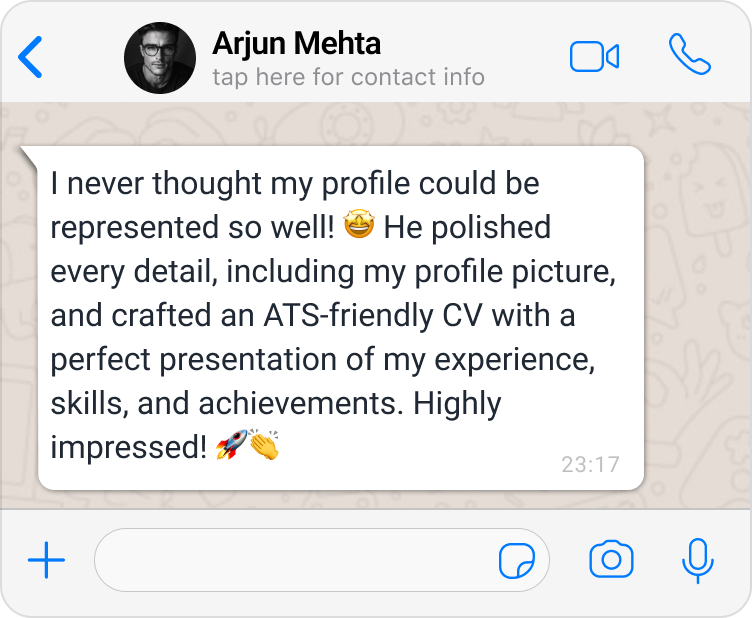 Arjun Mehta
tap here for contact info
I never thought my profile could be
represented so well! 🤩 He polished
every detail, including my profile picture,
and crafted an ATS-friendly CV with a
perfect presentation of my experience,
skills, and achievements. Highly
impressed! 🚀👏
23:17